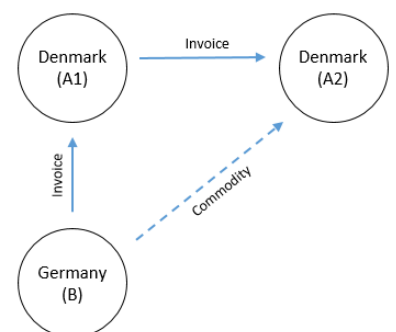 Denmark
(A1)
Invoice
Denmark
(A2)
Invoice
Commodity
Germany
(B)